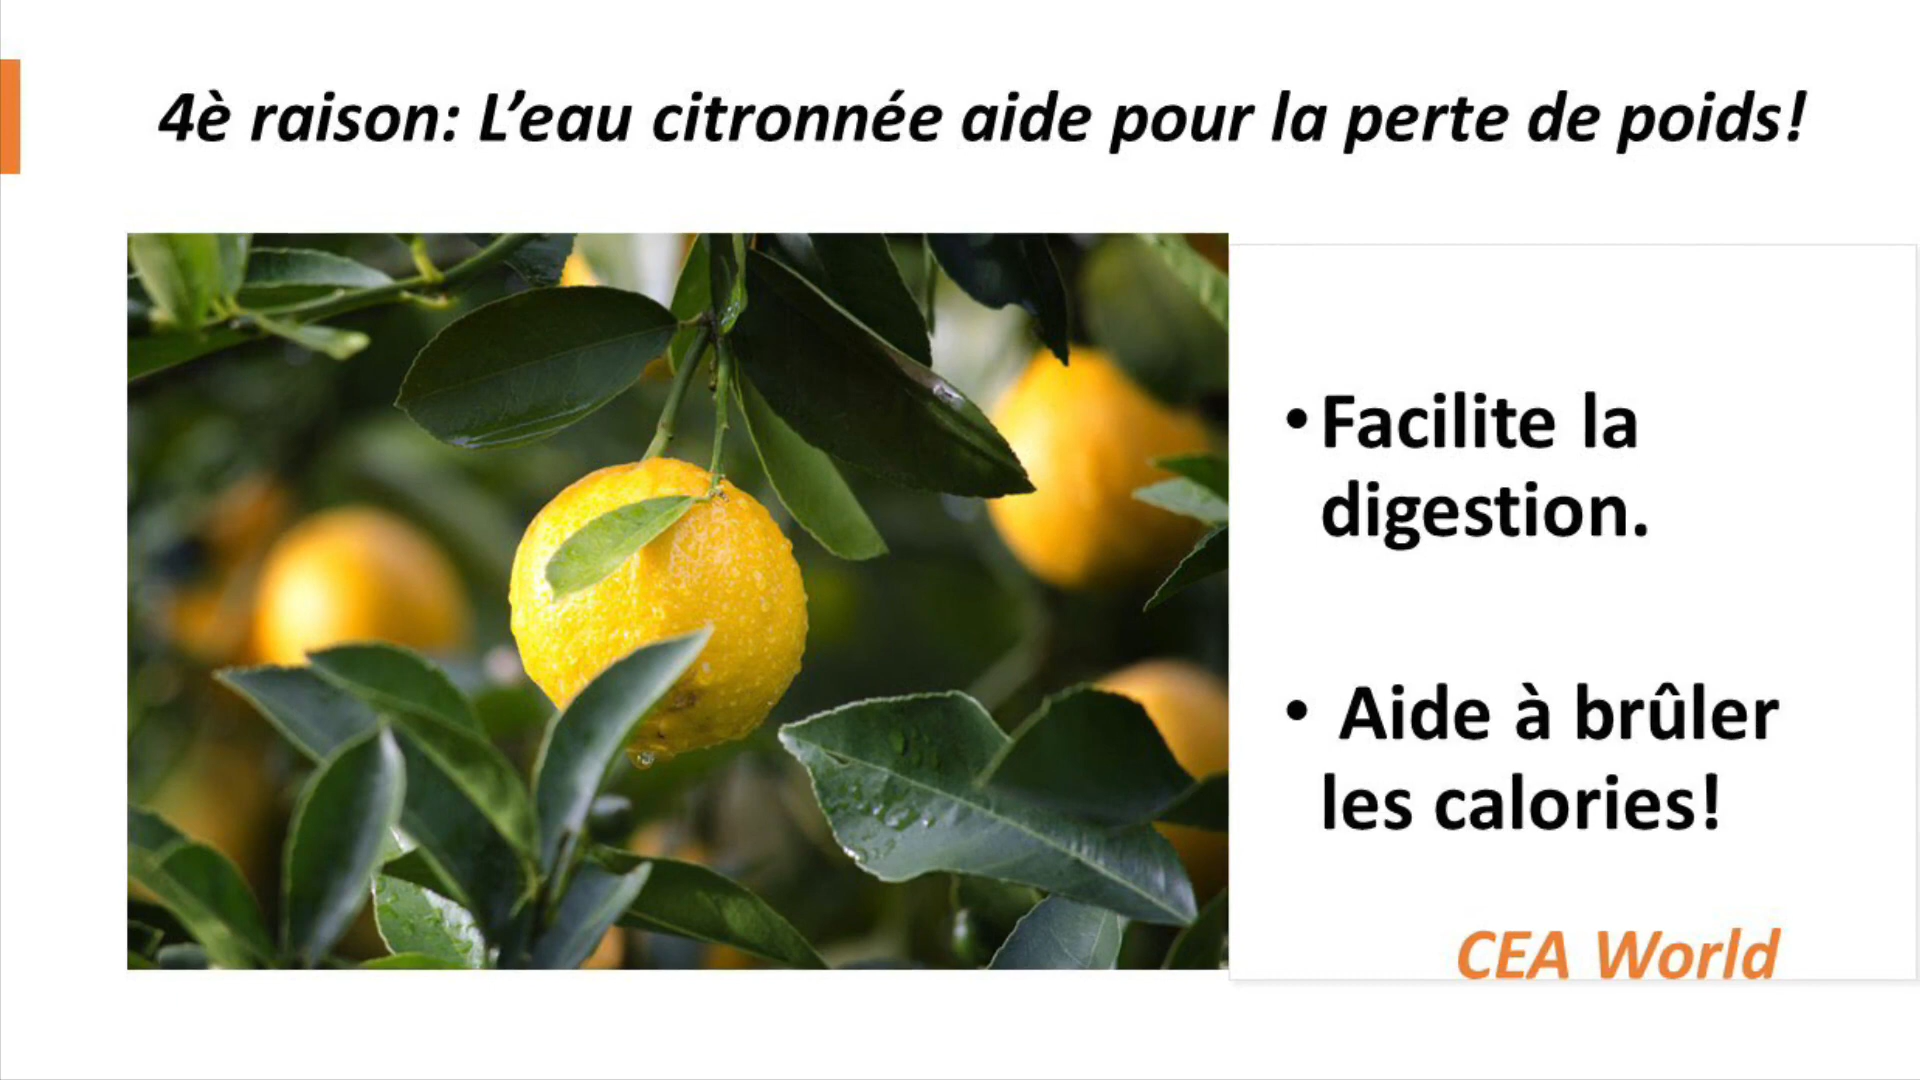 4è raison: L’eau citronnée aide pour la perte de poids!
•Facilite la
digestion.
• Aide à brûler
les calories!
CEA World